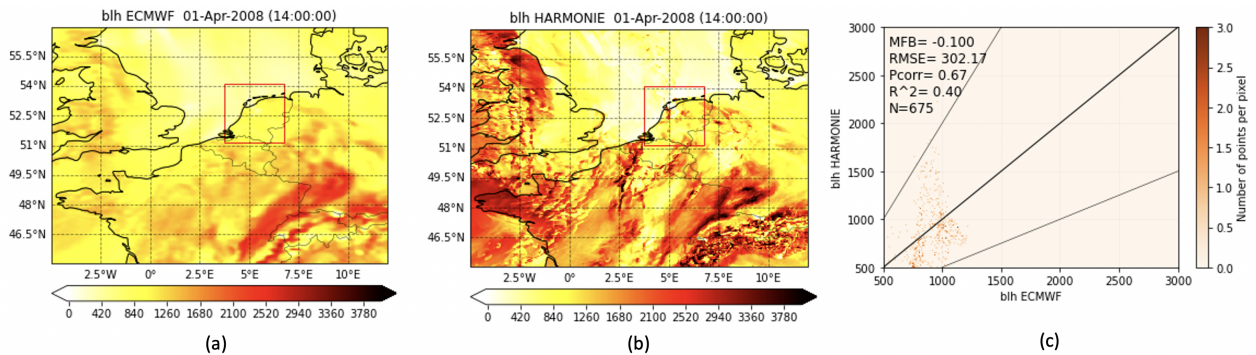 blh ECMWF 01-Apr-2008 (14:00:00)
55.5°N
54°N
52.5°N
51°N
49.5°N
48°N
46.5°N
2.5°W 0° 2.5°E 5°E 7.5°E 10°E
0 420 840 1260 1680 2100 2520 2940 3360 3780
(a)
blh HARMONIE 01-Apr-2008 (14:00:00)
55.5°N
54°N
52.5°N
51°N
49.5°N
48°N
46.5°N
2.5°W 0° 2.5°E 5°E 7.5°E 10°E
0 420 840 1260 1680 2100 2520 2940 3360 3780
(b)
MFB= -0.100
RMSE= 302.17
Pcorr= 0.67
R^2= 0.40
N=675
3000
2500
2000
1500
1000
500
blh HARMONIE
500 1000 1500 2000 2500 3000
blh ECMWF
3.0
2.5
2.0
1.5
1.0
0.5
0.0
Number of points per pixel
(c)